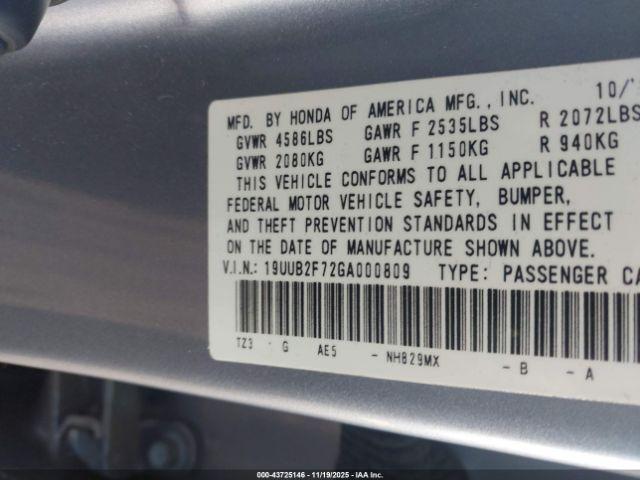 10/
MFD. BY HONDA OF AMERICA MFG., INC.
GVWR 4586LBS GAWR F 2535LBS R 2072LBS
GVWR 2080KG GAWR F 1150KG R 940KG
THIS VEHICLE CONFORMS TO ALL APPLICABLE
FEDERAL MOTOR VEHICLE SAFETY, BUMPER,
AND THEFT PREVENTION STANDARDS IN EFFECT
ON THE DATE OF MANUFACTURE SHOWN ABOVE.
V.I.N.: 19UUB2F72GA000809 TYPE: PASSENGER CA
TZ3 - G AE5 - NH829MX - B - A
000-43725146 - 11/19/2025 - IAA Inc.